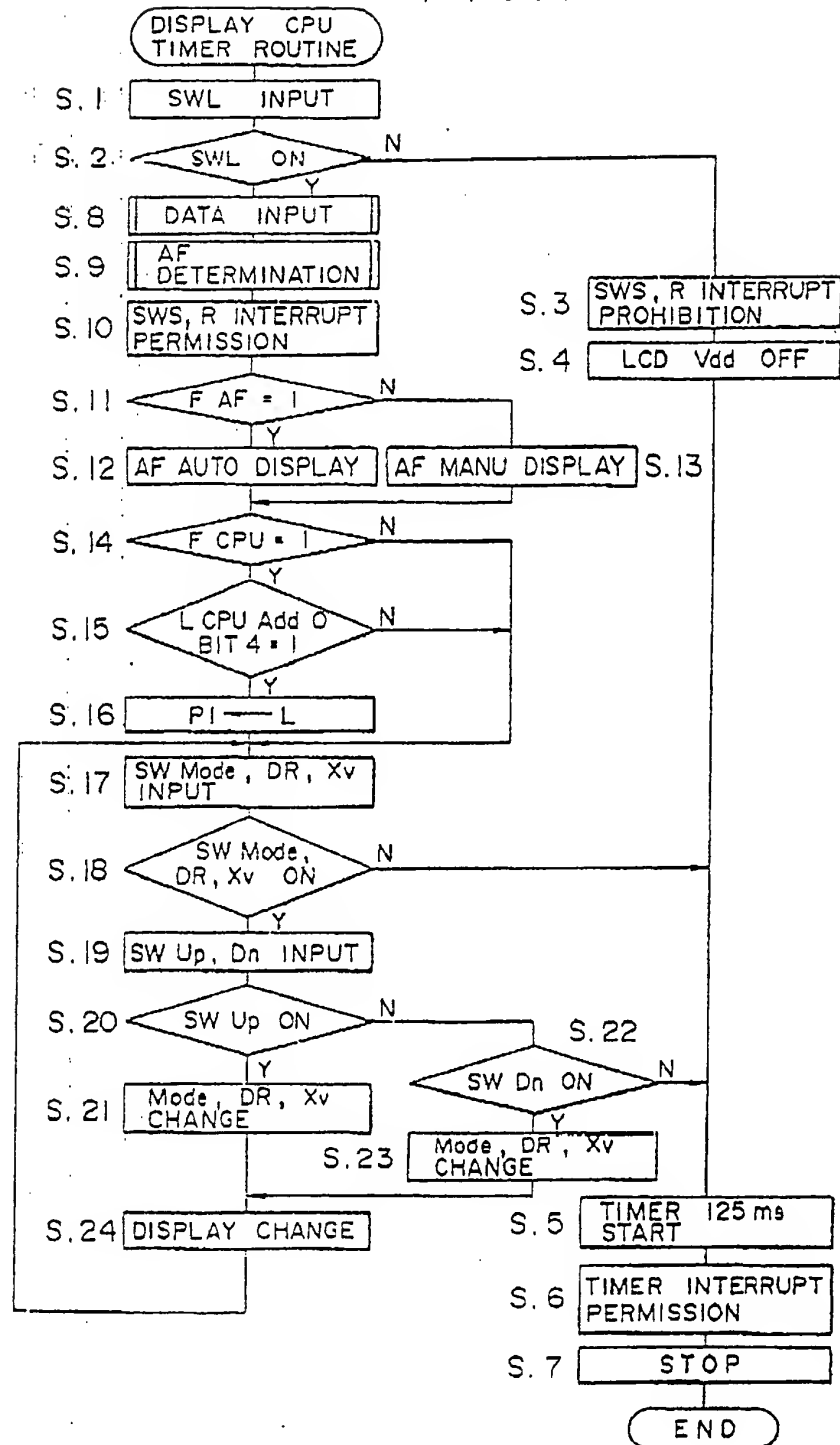 DISPLAY CPU
TIMER ROUTINE
S. 1
SWL INPUT
S. 2
SWL ON
N
Y
S. 8
DATA INPUT
S. 9
AF
DETERMINATION
S. 10
SWS, R INTERRUPT
PERMISSION
S. 3
SWS, R INTERRUPT
PROHIBITION
S. 4
LCD Vdd OFF
S. 11
F AF = 1
N
Y
S. 12
AF AUTO DISPLAY
AF MANU DISPLAY
S. 13
S. 14
F CPU = 1
N
Y
S. 15
L CPU Add 0
BIT 4 = 1
N
Y
S. 16
PI ← L
S. 17
SW Mode, DR, Xv
INPUT
S. 18
SW Mode,
DR, Xv ON
N
Y
S. 19
SW Up, Dn INPUT
S. 20
SW Up ON
N
Y
S. 22
SW Dn ON
N
Y
S. 21
Mode, DR, Xv
CHANGE
S. 23
Mode, DR, Xv
CHANGE
S. 24
DISPLAY CHANGE
S. 5
TIMER 125 ms
START
S. 6
TIMER INTERRUPT
PERMISSION
S. 7
STOP
END